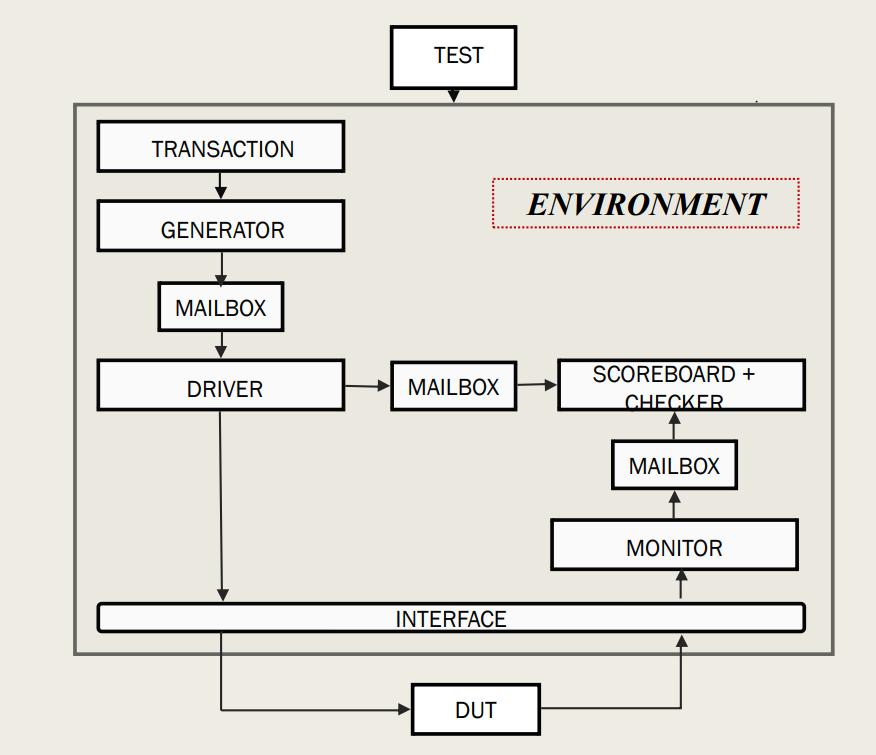 TEST
TRANSACTION
ENVIRONMENT
GENERATOR
MAILBOX
DRIVER
MAILBOX
SCOREBOARD +
CHECKER
MAILBOX
MONITOR
INTERFACE
DUT